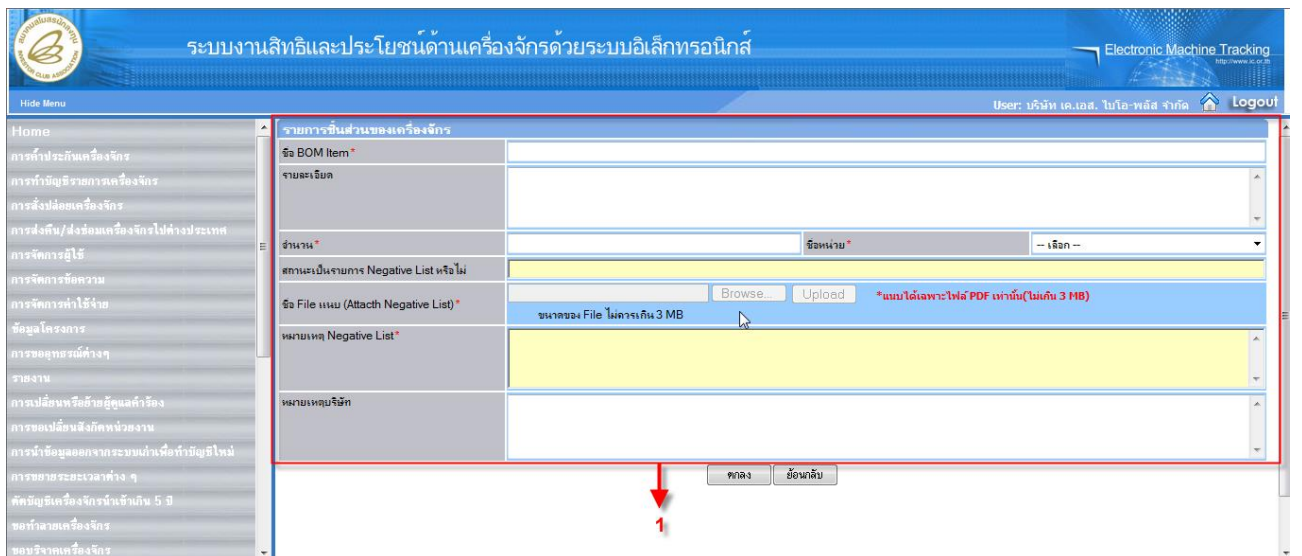 ระบบงานสิทธิและประโยชน์ด้านเครื่องจักรด้วยระบบอิเล็กทรอนิกส์
Electronic Machine Tracking
http://www.ic.or.th
INVESTOR CLUB ASSOCIATION
Hide Menu
User: บริษัท เค.เอส. ไบโอ-พลัส จำกัด Logout
Home
การค้ำประกันเครื่องจักร
การทำบัญชีรายการเครื่องจักร
การสั่งปล่อยเครื่องจักร
การส่งคืน/ส่งซ่อมเครื่องจักรไปต่างประเทศ
การจัดการผู้ใช้
การจัดการข้อความ
การจัดการค่าใช้จ่าย
ข้อมูลโครงการ
การขออุทธรณ์ต่างๆ
รายงาน
การเปลี่ยนหรือย้ายผู้ดูแลคำร้อง
การขอเปลี่ยนสังกัดหน่วยงาน
การนำข้อมูลออกจากระบบเก่าเพื่อทำบัญชีใหม่
การขยายระยะเวลาต่าง ๆ
ตัดบัญชีเครื่องจักรนำเข้าเกิน 5 ปี
ขอทำลายเครื่องจักร
ขอบริจาคเครื่องจักร
รายการชิ้นส่วนของเครื่องจักร
ชื่อ BOM Item *
รายละเอียด
จำนวน * ชื่อหน่วย * -- เลือก --
สถานะเป็นรายการ Negative List หรือไม่
ชื่อ File แนบ (Attacth Negative List) * Browse... Upload *แนบได้เฉพาะไฟล์ PDF เท่านั้น(ไม่เกิน 3 MB)
ขนาดของ File ไม่ควรเกิน 3 MB
หมายเหตุ Negative List*
หมายเหตุบริษัท
ตกลง ย้อนกลับ
1